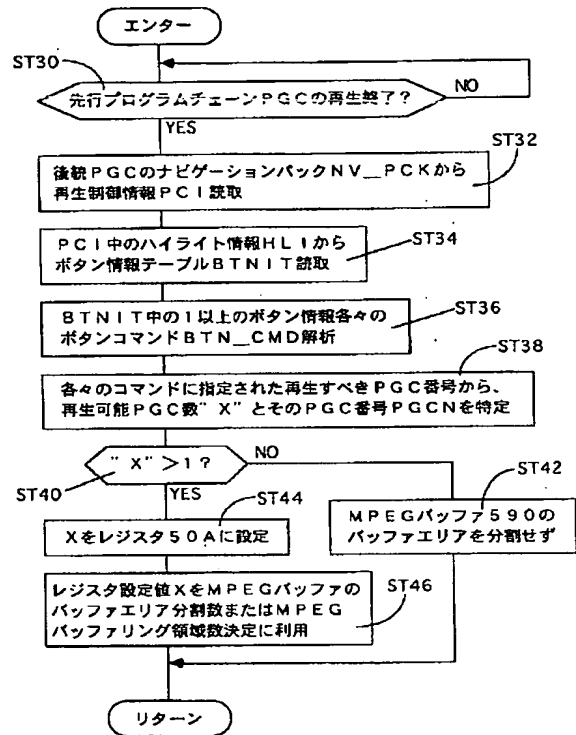 エンター
ST30
先行プログラムチェーンPGCの再生終了？
NO
YES
ST32
後続PGCのナビゲーションパックNV__PCKから
再生制御情報PCI読取
ST34
PCI中のハイライト情報HLIから
ボタン情報テーブルBTNIT読取
ST36
BTNIT中の1以上のボタン情報各々の
ボタンコマンドBTN__CMD解析
ST38
各々のコマンドに指定された再生すべきPGC番号から、
再生可能PGC数"X"とそのPGC番号PGCNを特定
"X">1？
NO
ST40
YES
ST42
ST44
MPEGバッファ590の
バッファエリアを分割せず
Xをレジスタ50Aに設定
ST46
レジスタ設定値XをMPEGバッファの
バッファエリア分割数またはMPEG
バッファリング領域数決定に利用
リターン